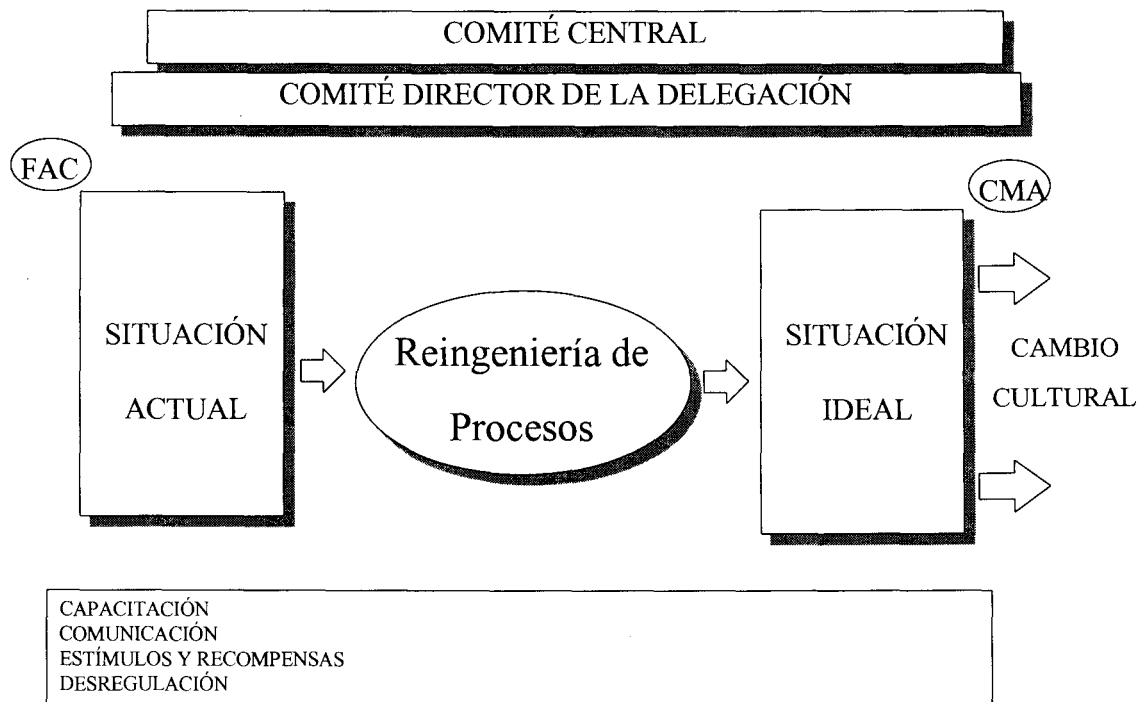 COMITÉ CENTRAL
COMITÉ DIRECTOR DE LA DELEGACIÓN
FAC
CMA
SITUACIÓN
ACTUAL
Reingeniería de
Procesos
SITUACIÓN
IDEAL
CAMBIO
CULTURAL
CAPACITACIÓN
COMUNICACIÓN
ESTÍMULOS Y RECOMPENSAS
DESREGULACIÓN